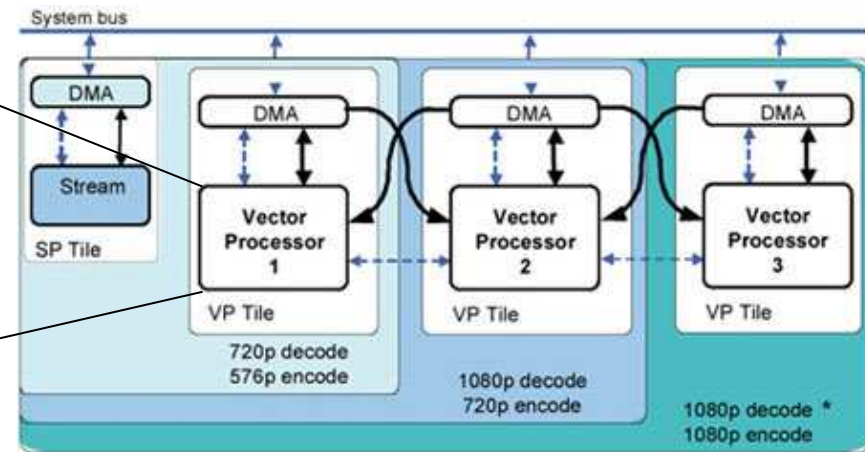 System bus
DMA
Stream
SP Tile
DMA
Vector
Processor
1
VP Tile
DMA
Vector
Processor
2
VP Tile
DMA
Vector
Processor
3
VP Tile
720p decode
576p encode
1080p decode
720p encode
1080p decode *
1080p encode